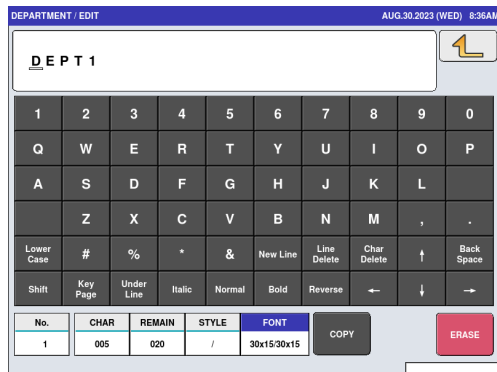 DEPARTMENT / EDIT AUG.30.2023 (WED) 8:36AM
DEPT1
1 2 3 4 5 6 7 8 9 0
Q W E R T Y U I O P
A S D F G H J K L
Z X C V B N M , .
Lower Case # % * & New Line Line Delete Char Delete ↑ Back Space
Shift Key Page Under Line Italic Normal Bold Reverse ← ↓ →
No. CHAR REMAIN STYLE FONT COPY ERASE
1 005 020 / 30x15/30x15